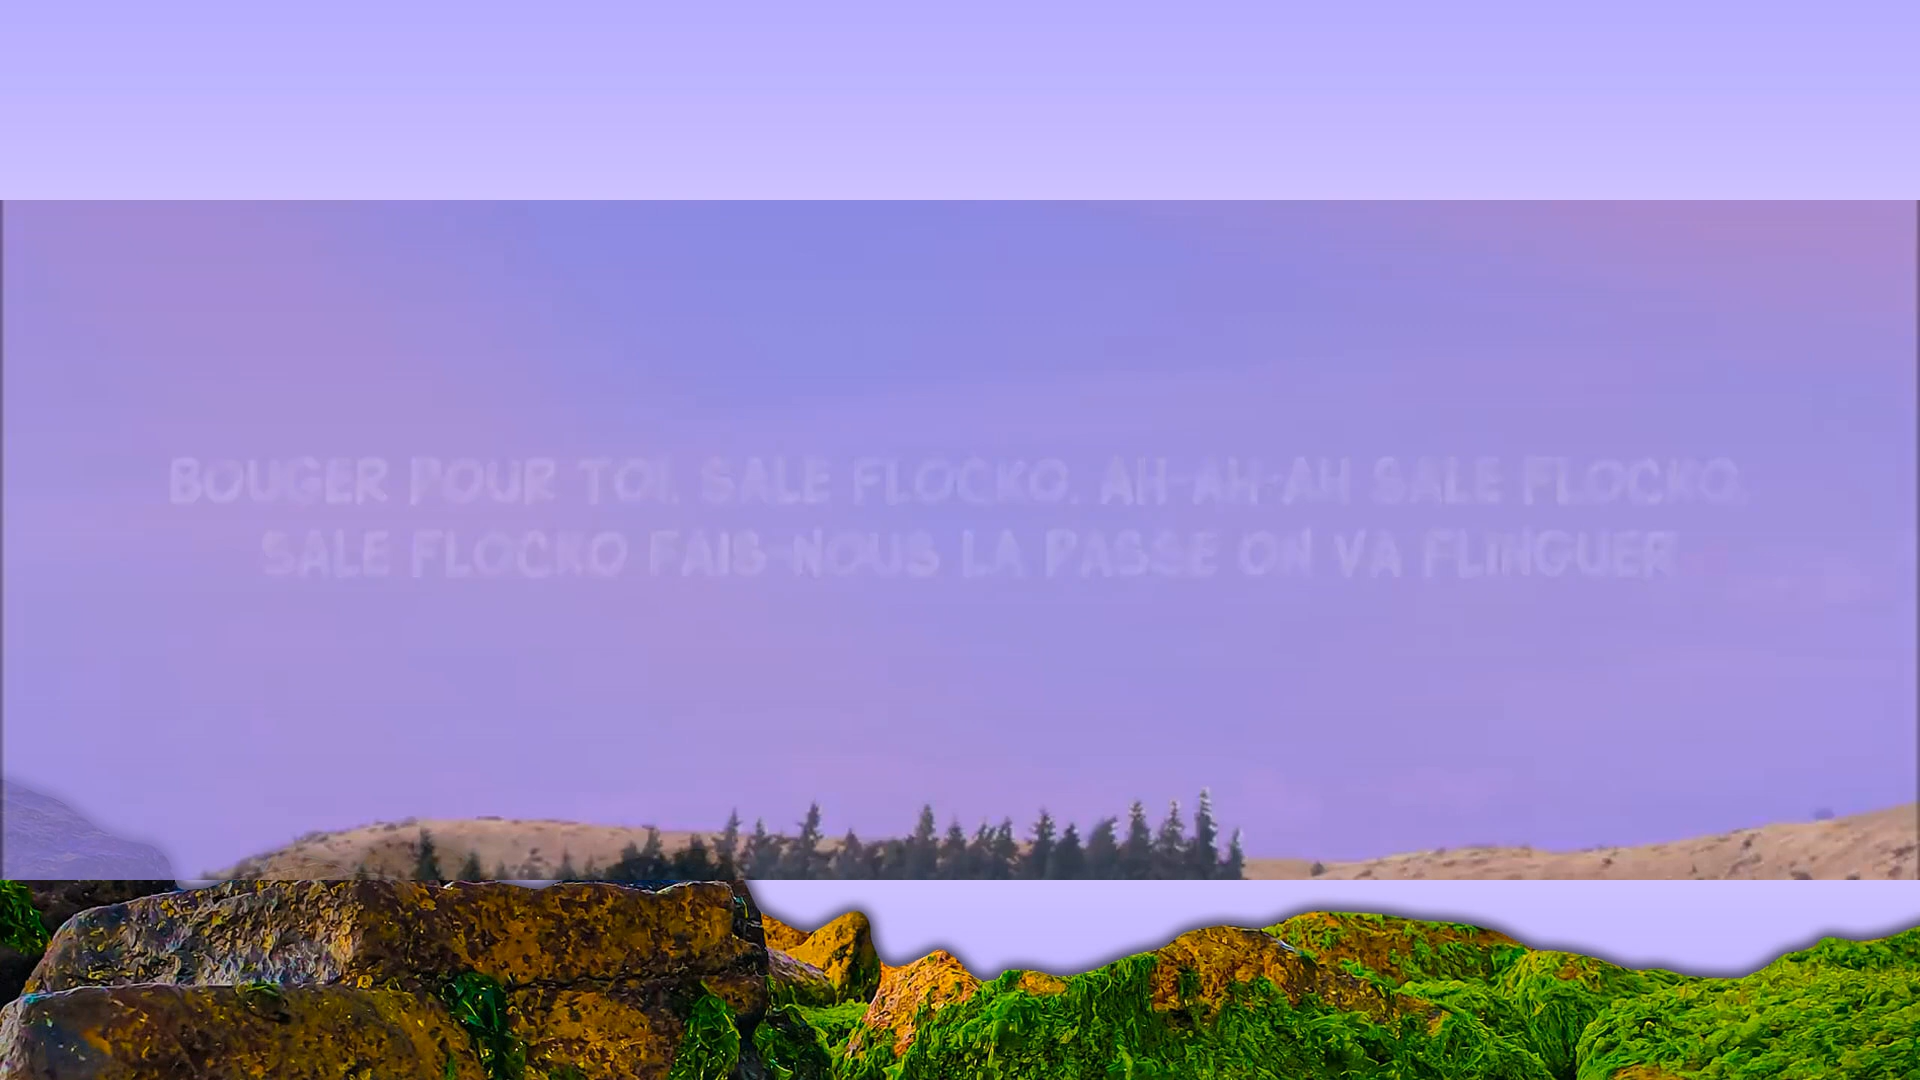 BOUGER POUR TOI, SALE FLOCKO, AH-AH-AH SALE FLOCKO,
SALE FLOCKO FAIS-NOUS LA PASSE ON VA FLINGUER